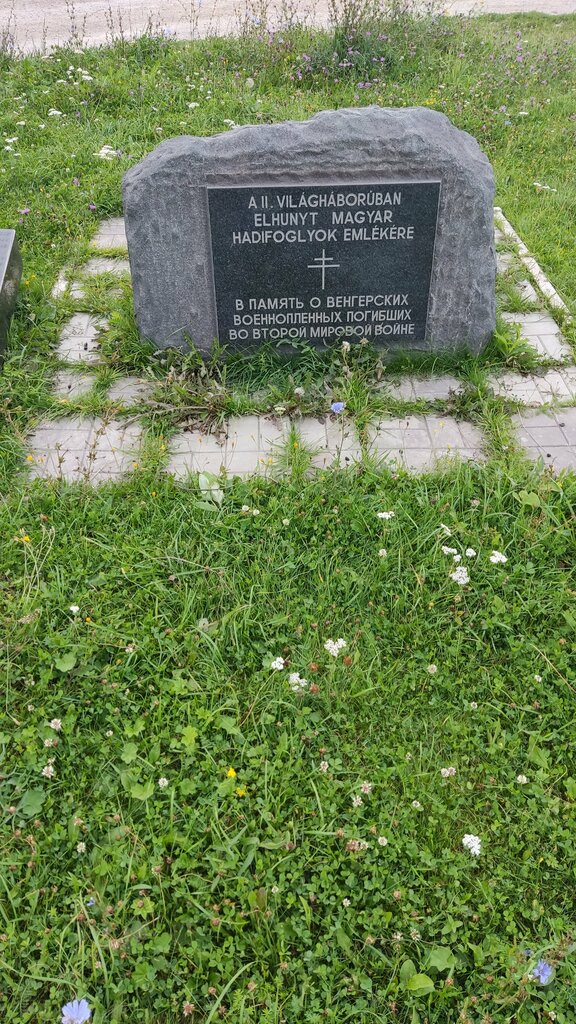 A II. VILÁGHÁBORÚBAN
ELHUNYT MAGYAR
HADIFOGLYOK EMLÉKÉRE
В ПАМЯТЬ О ВЕНГЕРСКИХ
ВОЕННОПЛЕННЫХ ПОГИБШИХ
ВО ВТОРОЙ МИРОВОЙ ВОЙНЕ